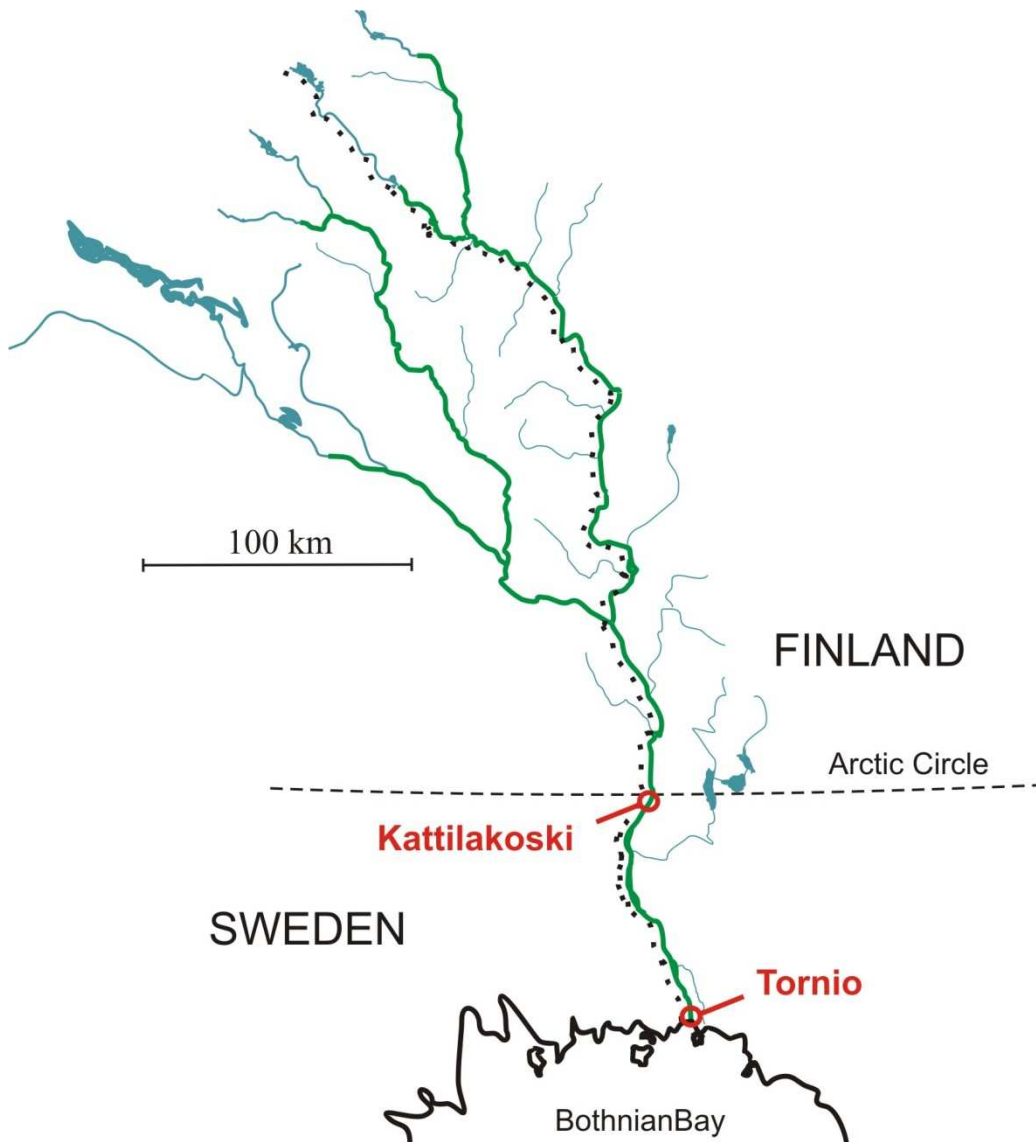 100 km
FINLAND
Arctic Circle
Kattilakoski
SWEDEN
Tornio
BothnianBay